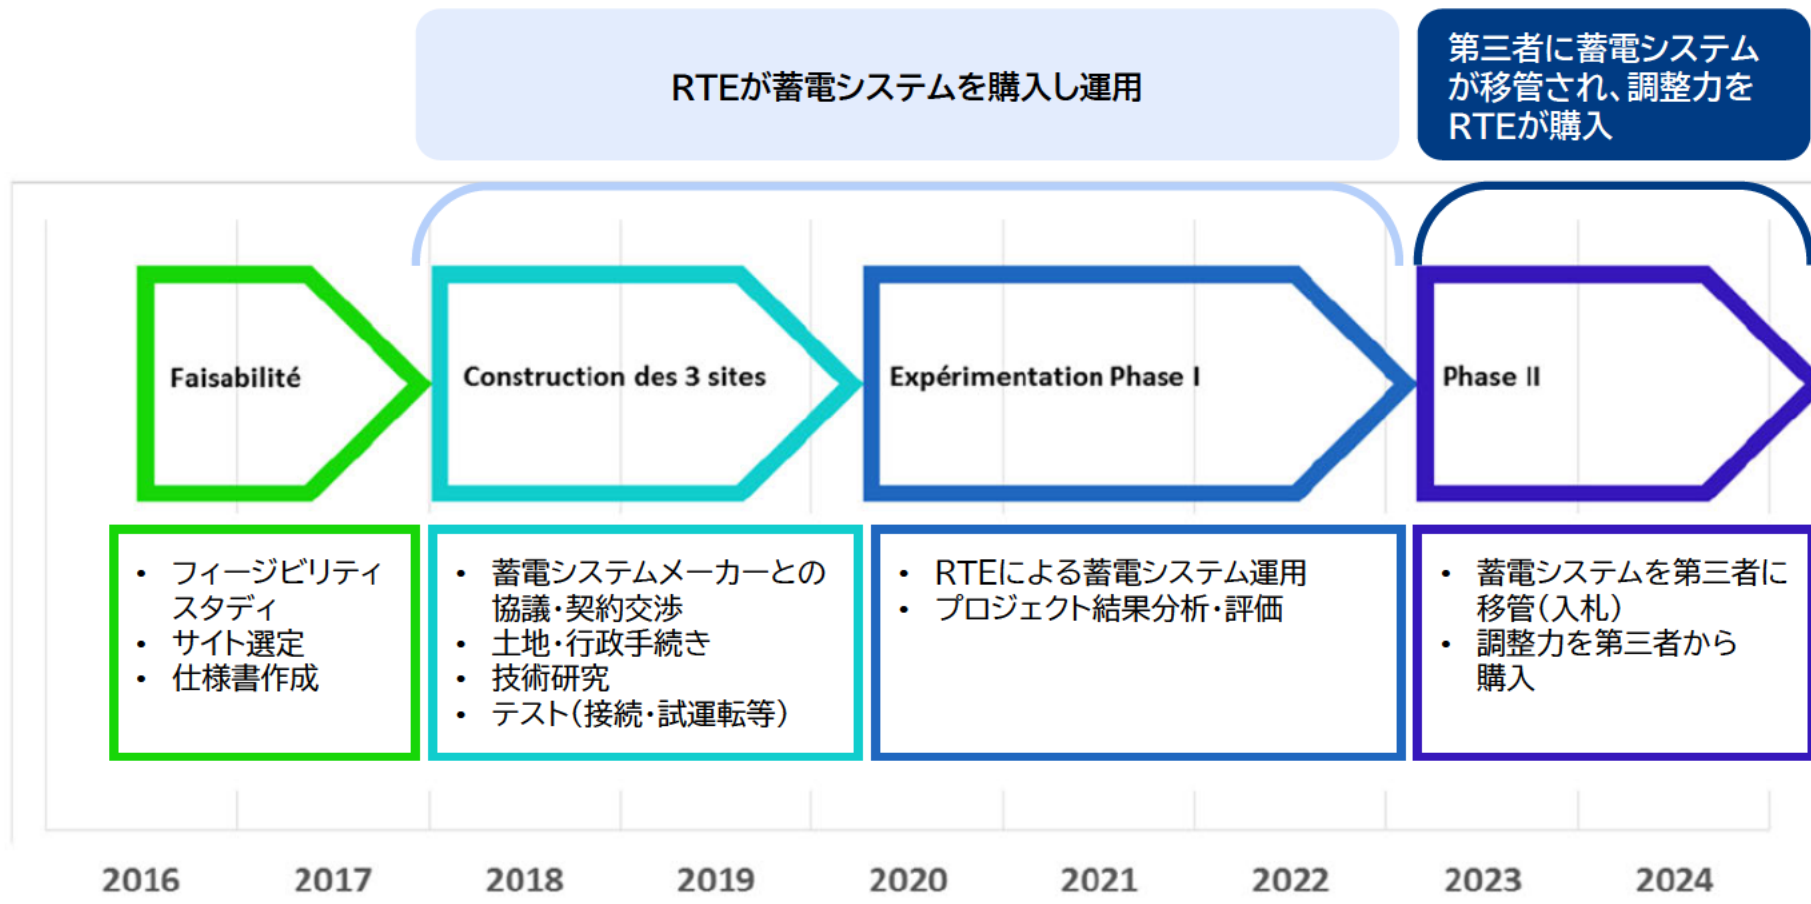 RTEが蓄電システムを購入し運用
第三者に蓄電システム
が移管され、調整力を
RTEが購入
Faisabilité
Construction des 3 sites
Expérimentation Phase I
Phase II
• フィージビリティ
スタディ
• サイト選定
• 仕様書作成
• 蓄電システムメーカーとの
協議・契約交渉
• 土地・行政手続き
• 技術研究
• テスト(接続・試運転等)
• RTEによる蓄電システム運用
• プロジェクト結果分析・評価
• 蓄電システムを第三者に
移管(入札)
• 調整力を第三者から
購入
2016 2017 2018 2019 2020 2021 2022 2023 2024